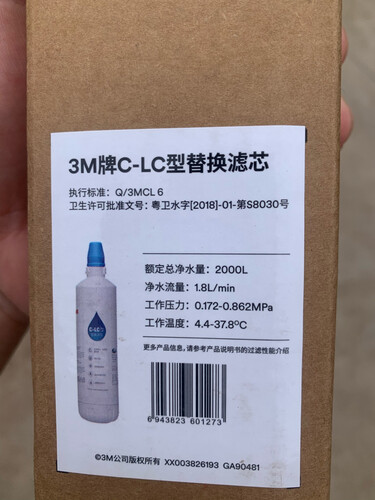 3M牌C-LC型替换滤芯
执行标准：Q/3MCL 6
卫生许可批准文号：粤卫水字[2018]-01-第S8030号
C-LC
额定总净水量：2000L
净水流量：1.8L/min
工作压力：0.172-0.862MPa
工作温度：4.4-37.8ºC
更多产品信息，请参考产品说明书的过滤性能介绍
6 943823 601273
©3M公司版权所有 XX003826193 GA90481